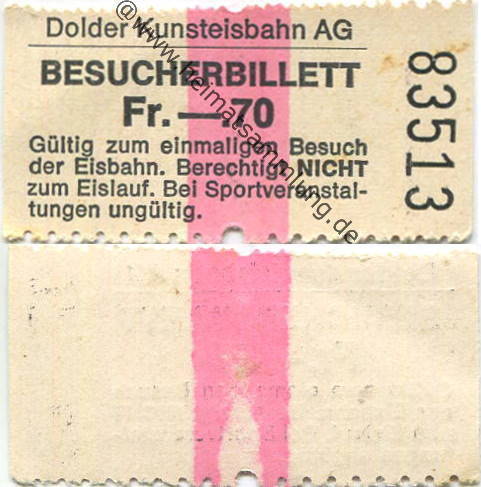 Dolder Kunsteisbahn AG
BESUCHERBILLETT
Fr. —.70
Gültig zum einmaligen Besuch
der Eisbahn. Berechtigt NICHT
zum Eislauf. Bei Sportveranstal-
tungen ungültig.
83513
@www.heimatsammlung.de